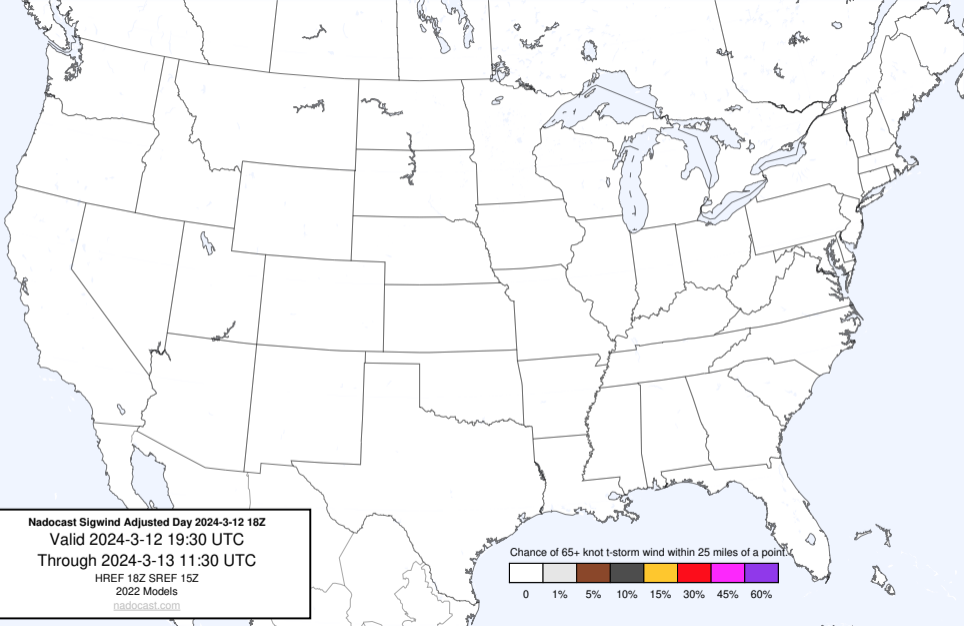 Nadocast Sigwind Adjusted Day 2024-3-12 18Z
Valid 2024-3-12 19:30 UTC
Through 2024-3-13 11:30 UTC
HREF 18Z SREF 15Z
2022 Models
nadocast.com
Chance of 65+ knot t-storm wind within 25 miles of a point.
0 1% 5% 10% 15% 30% 45% 60%